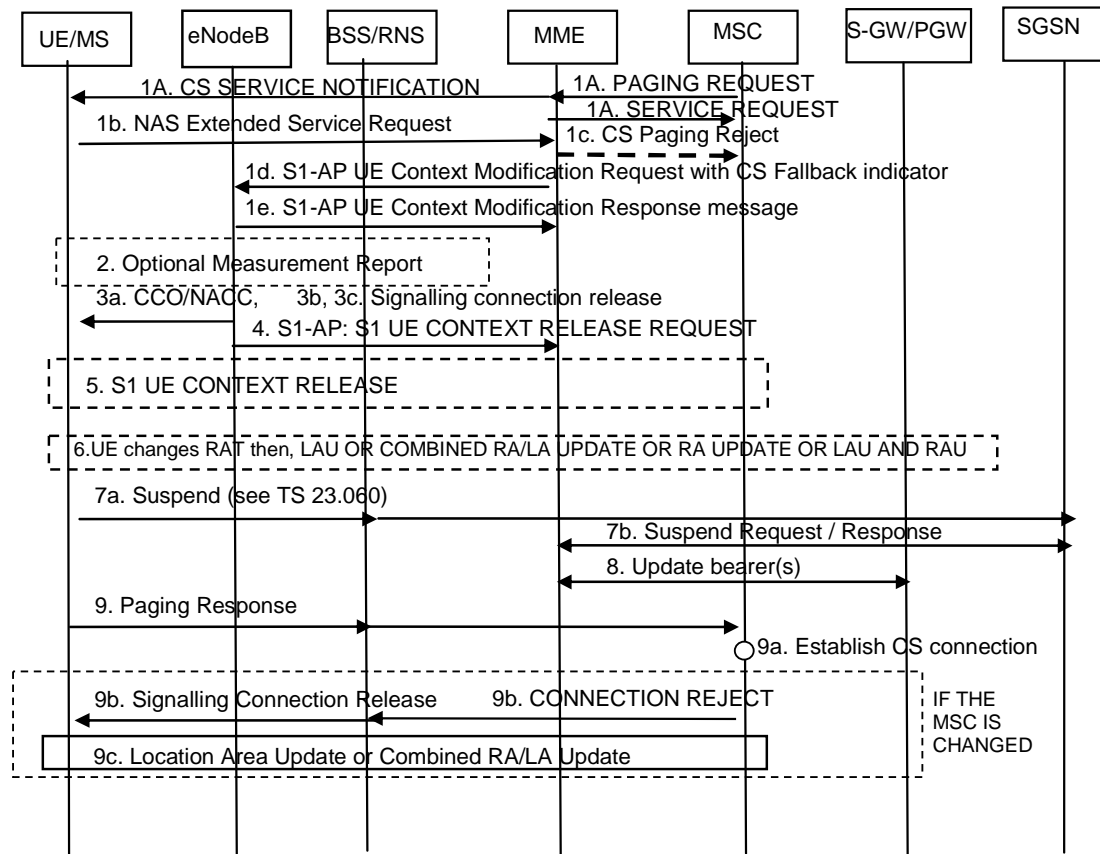 UE/MS
eNodeB
BSS/RNS
MME
MSC
S-GW/PGW
SGSN
1A. CS SERVICE NOTIFICATION
1A. PAGING REQUEST
1A. SERVICE REQUEST
1b. NAS Extended Service Request
1c. CS Paging Reject
1d. S1-AP UE Context Modification Request with CS Fallback indicator
1e. S1-AP UE Context Modification Response message
2. Optional Measurement Report
3a. CCO/NACC, 3b, 3c. Signalling connection release
4. S1-AP: S1 UE CONTEXT RELEASE REQUEST
5. S1 UE CONTEXT RELEASE
6.UE changes RAT then, LAU OR COMBINED RA/LA UPDATE OR RA UPDATE OR LAU AND RAU
7a. Suspend (see TS 23.060)
7b. Suspend Request / Response
8. Update bearer(s)
9. Paging Response
9a. Establish CS connection
9b. Signalling Connection Release
9b. CONNECTION REJECT
IF THE
MSC IS
CHANGED
9c. Location Area Update or Combined RA/LA Update